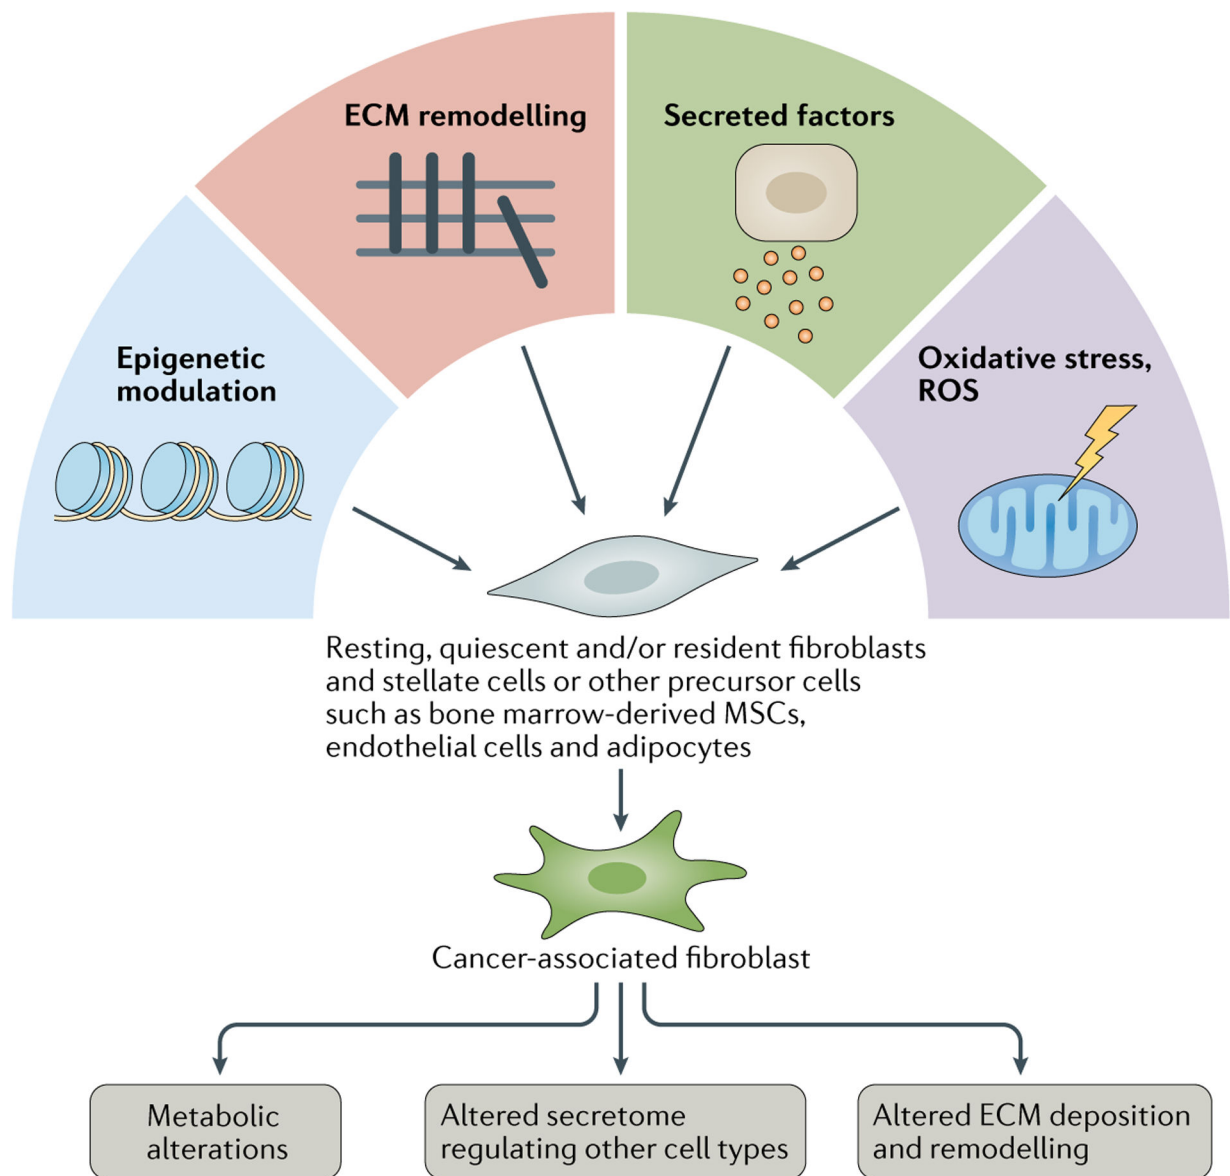 ECM remodelling
Secreted factors
Epigenetic
modulation
Oxidative stress,
ROS
Resting, quiescent and/or resident fibroblasts
and stellate cells or other precursor cells
such as bone marrow-derived MSCs,
endothelial cells and adipocytes
Cancer-associated fibroblast
Metabolic
alterations
Altered secretome
regulating other cell types
Altered ECM deposition
and remodelling